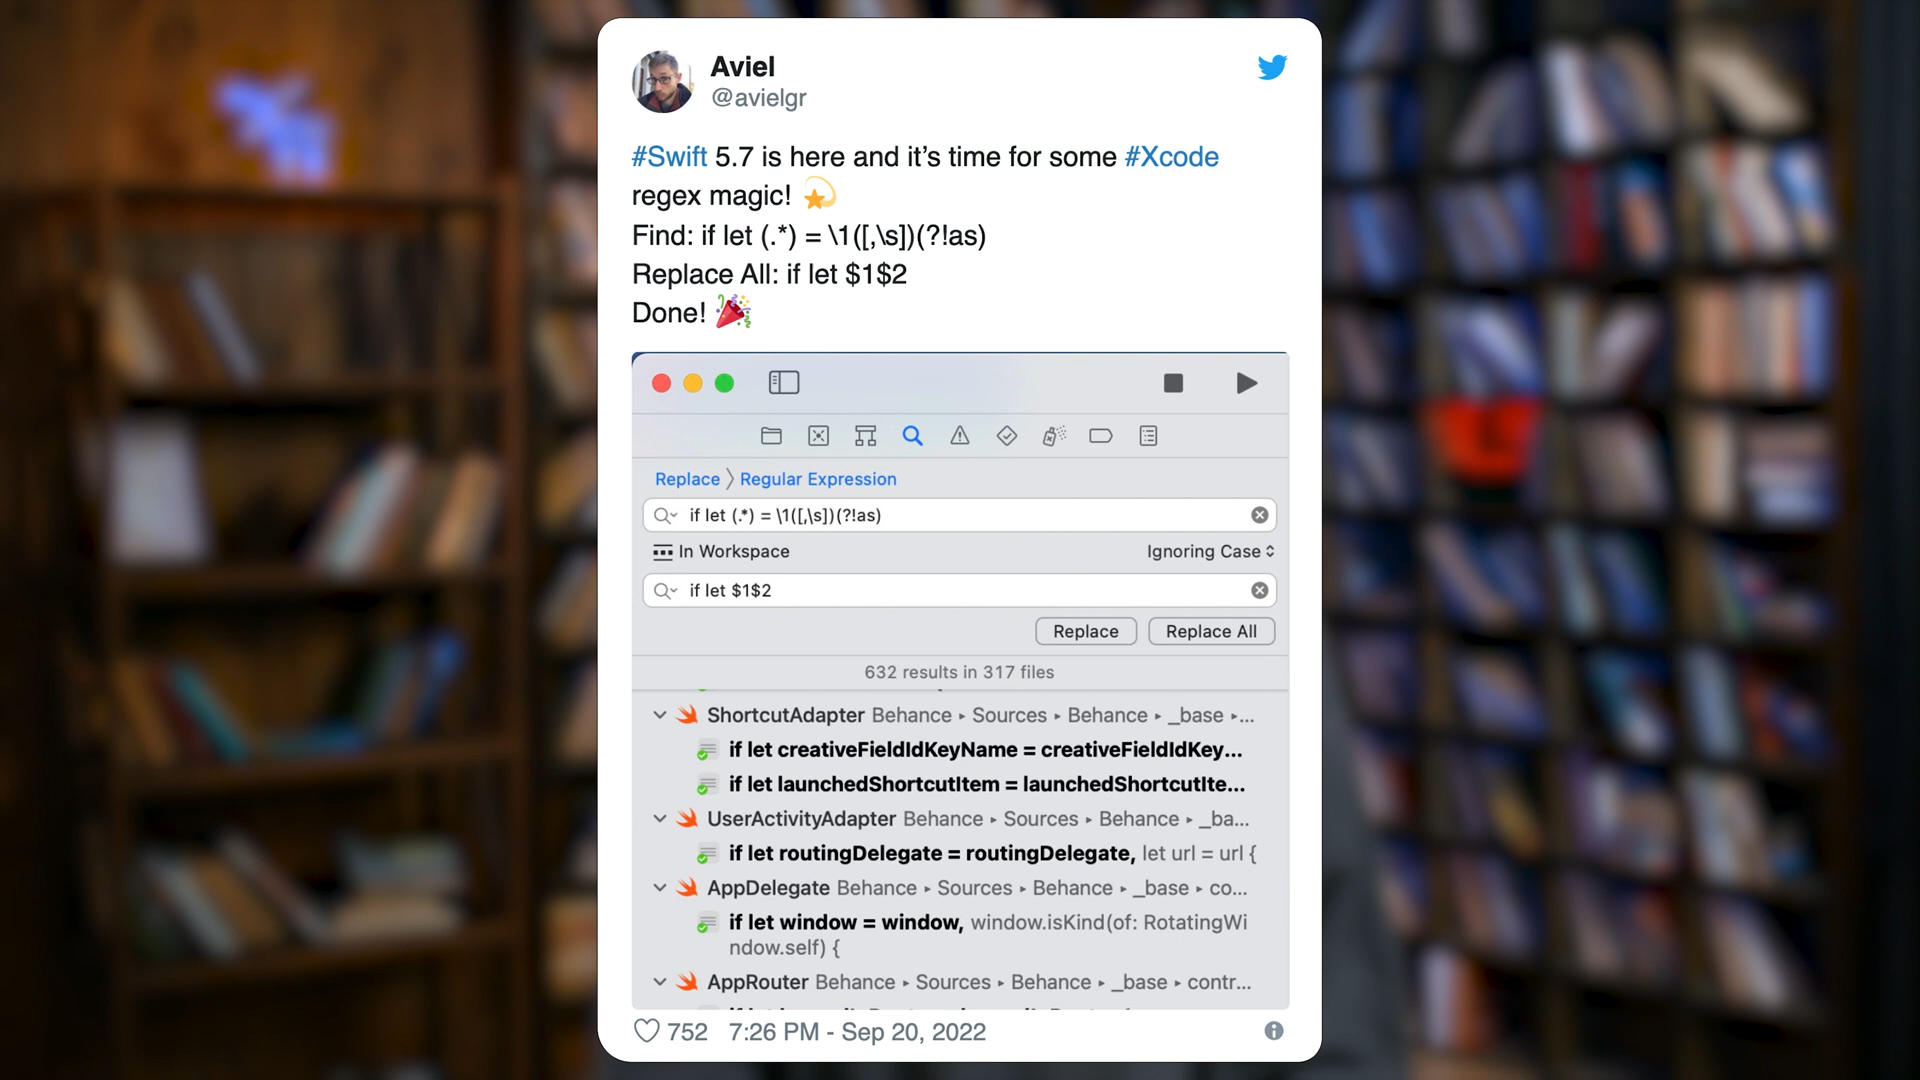 Aviel
@avielgr
#Swift 5.7 is here and it’s time for some #Xcode
regex magic! 💫
Find: if let (.*) = \1([,\s])(?!as)
Replace All: if let $1$2
Done! 🎉
Replace 〉 Regular Expression
if let (.*) = \1([,\s])(?!as)
In Workspace Ignoring Case
if let $1$2
Replace Replace All
632 results in 317 files
ShortcutAdapter Behance ▸ Sources ▸ Behance ▸ _base ▸...
if let creativeFieldIdKeyName = creativeFieldIdKey...
if let launchedShortcutItem = launchedShortcutIte...
UserActivityAdapter Behance ▸ Sources ▸ Behance ▸ _ba...
if let routingDelegate = routingDelegate, let url = url {
AppDelegate Behance ▸ Sources ▸ Behance ▸ _base ▸ co...
if let window = window, window.isKind(of: RotatingWi
ndow.self) {
AppRouter Behance ▸ Sources ▸ Behance ▸ _base ▸ contr...
752 7:26 PM - Sep 20, 2022